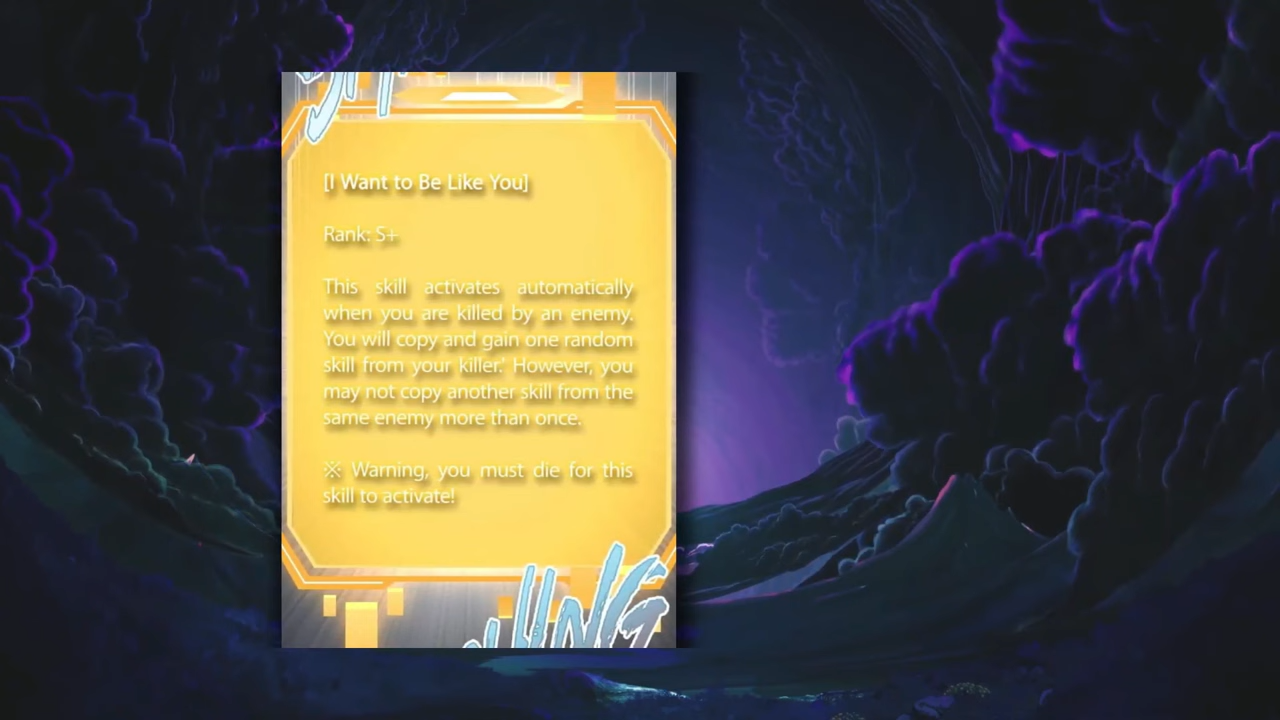 [I Want to Be Like You]
Rank: S+
This skill activates automatically
when you are killed by an enemy.
You will copy and gain one random
skill from your killer.' However, you
may not copy another skill from the
same enemy more than once.
※ Warning, you must die for this
skill to activate!